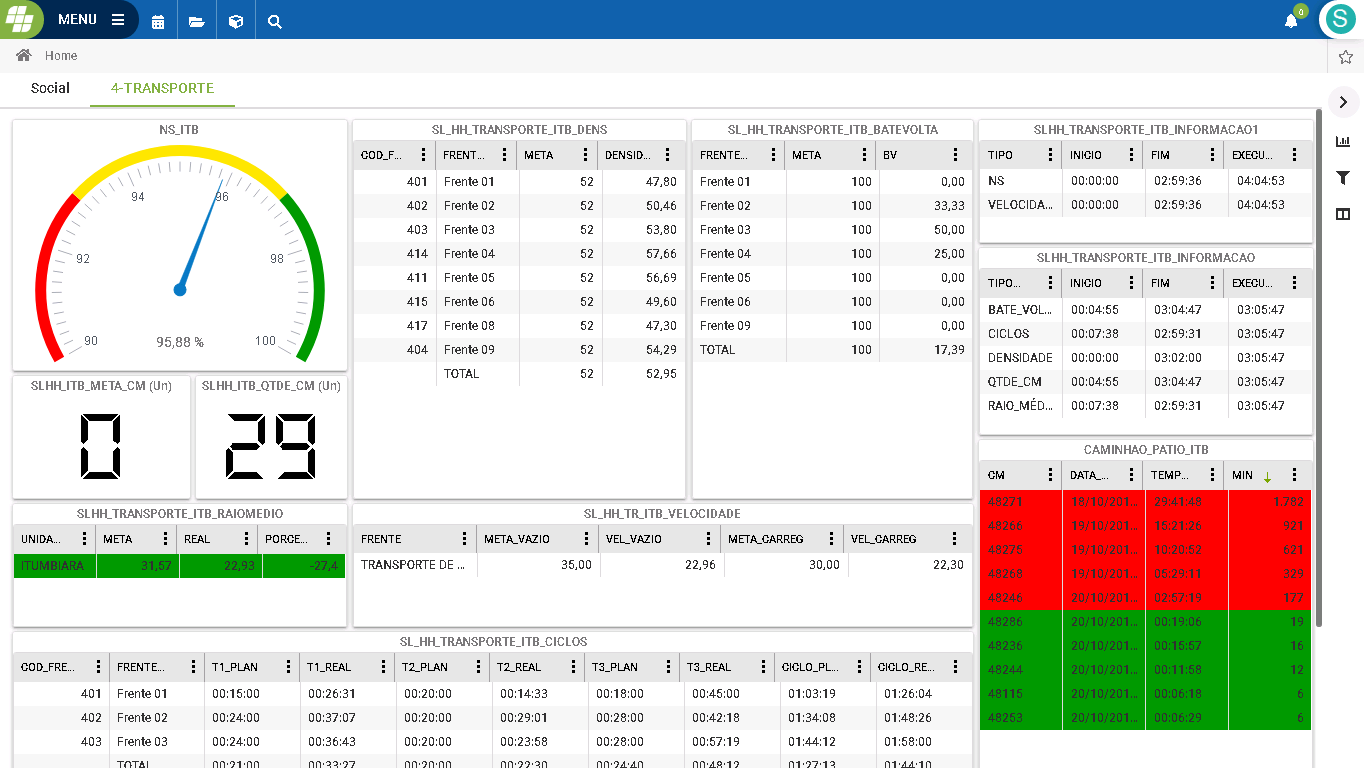 MENU
0
S
Home
Social 4-TRANSPORTE
NS_ITB
90 92 94 96 98 100
95,88 %
SLHH_ITB_META_CM (Un)
0
SLHH_ITB_QTDE_CM (Un)
29
SL_HH_TRANSPORTE_ITB_DENS
COD_F... FRENT... META DENSID...
401 Frente 01 52 47,80
402 Frente 02 52 50,46
403 Frente 03 52 53,80
414 Frente 04 52 57,66
411 Frente 05 52 56,69
415 Frente 06 52 49,60
417 Frente 08 52 47,30
404 Frente 09 52 54,29
TOTAL 52 52,95
SL_HH_TRANSPORTE_ITB_BATEVOLTA
FRENTE... META BV
Frente 01 100 0,00
Frente 02 100 33,33
Frente 03 100 50,00
Frente 04 100 25,00
Frente 05 100 0,00
Frente 06 100 0,00
Frente 09 100 0,00
TOTAL 100 17,39
SLHH_TRANSPORTE_ITB_INFORMACAO1
TIPO INICIO FIM EXECU...
NS 00:00:00 02:59:36 04:04:53
VELOCIDA... 00:00:00 02:59:36 04:04:53
SLHH_TRANSPORTE_ITB_INFORMACAO
TIPO... INICIO FIM EXECU...
BATE_VOL... 00:04:55 03:04:47 03:05:47
CICLOS 00:07:38 02:59:31 03:05:47
DENSIDADE 00:00:00 03:02:00 03:05:47
QTDE_CM 00:04:55 03:04:47 03:05:47
RAIO_MÉD... 00:07:38 02:59:31 03:05:47
CAMINHAO_PATIO_ITB
CM DATA_... TEMP... MIN
48271 18/10/201... 29:41:48 1.782
48265 19/10/201... 15:21:26 921
48275 19/10/201... 10:20:52 621
48268 19/10/201... 05:29:11 329
48245 20/10/201... 02:57:19 177
48286 20/10/201... 00:19:06 19
48236 20/10/201... 00:15:57 16
48244 20/10/201... 00:11:58 12
48115 20/10/201... 00:06:18 6
48253 20/10/201... 00:06:29 6
SLHH_TRANSPORTE_ITB_RAIOMEDIO
UNIDA... META REAL PORCE...
ITUMBIARA 31,57 22,93 -27,4
SL_HH_TR_ITB_VELOCIDADE
FRENTE META_VAZIO VEL_VAZIO META_CARREG VEL_CARREG
TRANSPORTE DE ... 35,00 22,96 30,00 22,30
SL_HH_TRANSPORTE_ITB_CICLOS
COD_FRE... FRENTE... T1_PLAN T1_REAL T2_PLAN T2_REAL T3_PLAN T3_REAL CICLO_PL... CICLO_RE...
401 Frente 01 00:15:00 00:26:31 00:20:00 00:14:33 00:18:00 00:45:00 01:03:19 01:26:04
402 Frente 02 00:24:00 00:37:07 00:20:00 00:29:01 00:28:00 00:42:18 01:34:08 01:48:26
403 Frente 03 00:24:00 00:36:43 00:20:00 00:23:58 00:28:00 00:57:19 01:44:12 01:58:00
TOTAL 00:21:00 00:33:27 00:20:00 00:22:30 00:24:40 00:48:12 01:27:13 01:44:10